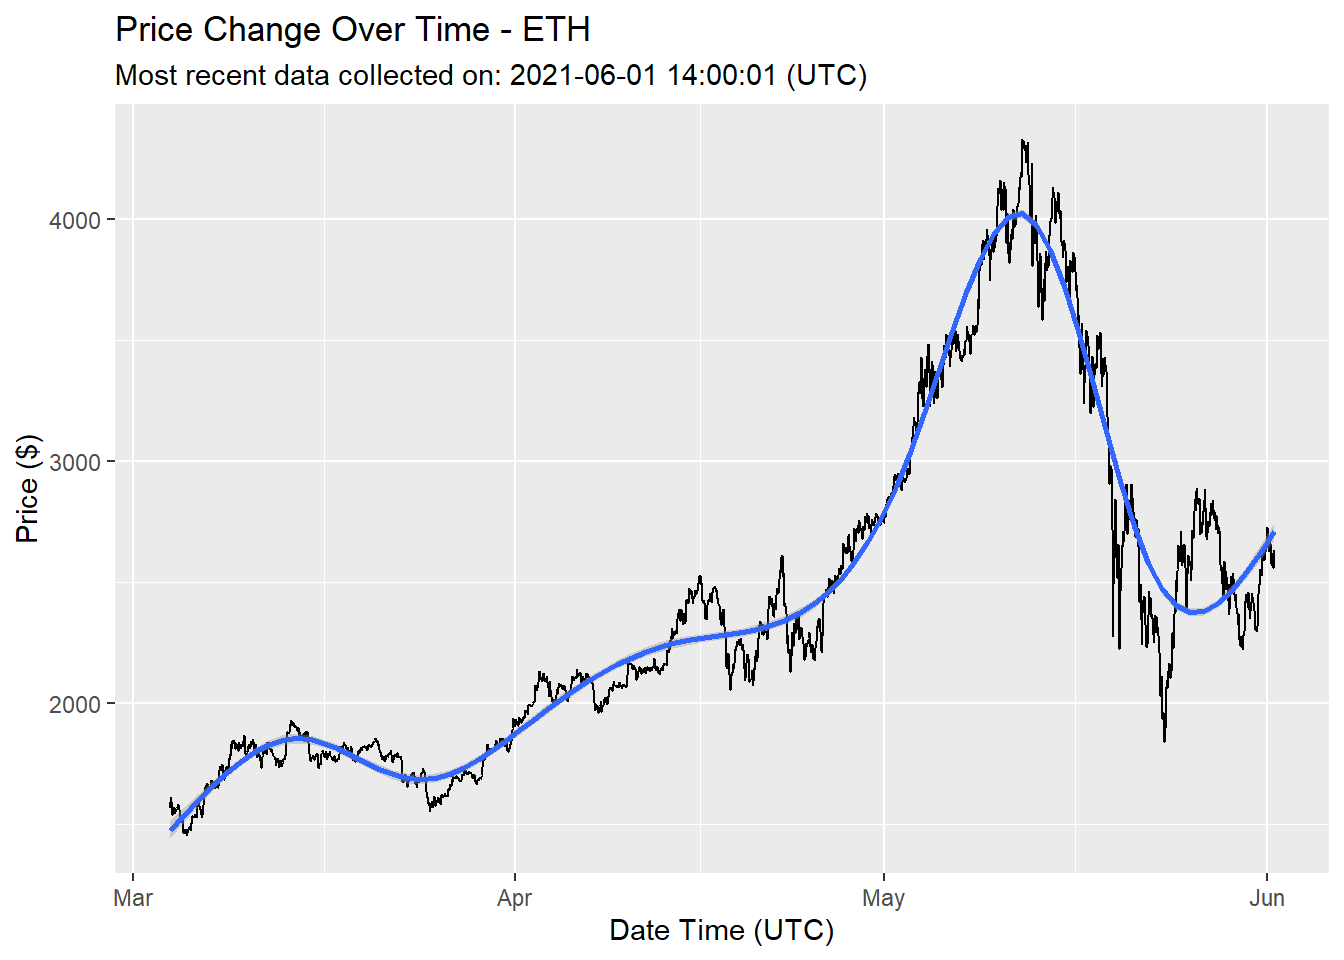 Price Change Over Time - ETH
Most recent data collected on: 2021-06-01 14:00:01 (UTC)
Price ($)
4000
3000
2000
Mar
Apr
May
Jun
Date Time (UTC)